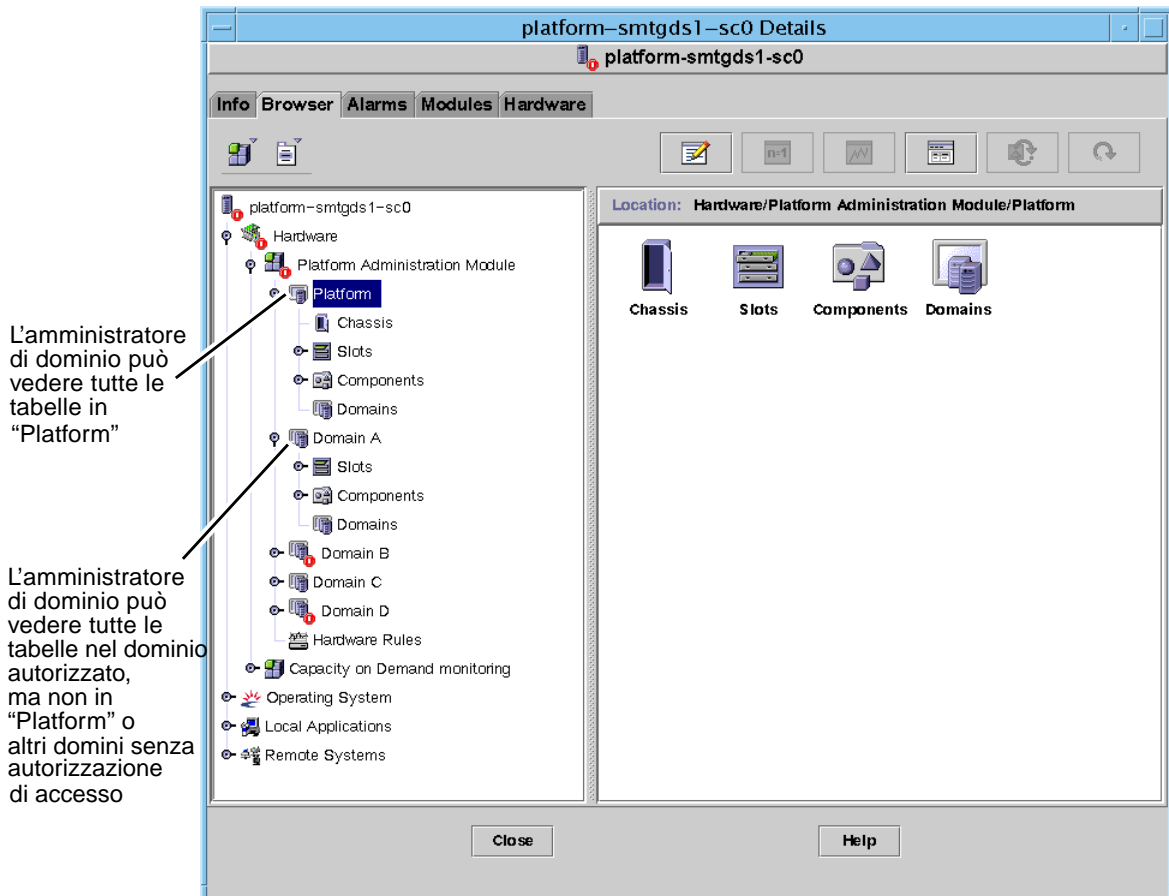 platform–smtgds1–sc0 Details
platform-smtgds1-sc0
Info Browser Alarms Modules Hardware
n=1
Location: Hardware/Platform Administration Module/Platform
platform–smtgds1–sc0
Hardware
Platform Administration Module
Platform
Chassis
Slots
Components
Domains
Domain A
Slots
Components
Domains
Domain B
Domain C
Domain D
Hardware Rules
Capacity on Demand monitoring
Operating System
Local Applications
Remote Systems
Chassis Slots Components Domains
L'amministratore
di dominio può
vedere tutte le
tabelle in
“Platform”
L'amministratore
di dominio può
vedere tutte le
tabelle nel dominio
autorizzato,
ma non in
“Platform” o
altri domini senza
autorizzazione
di accesso
Close Help